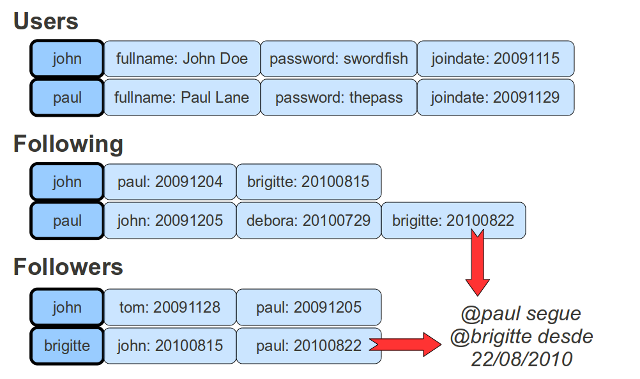 Users
john fullname: John Doe password: swordfish joindate: 20091115
paul fullname: Paul Lane password: thepass joindate: 20091129
Following
john paul: 20091204 brigitte: 20100815
paul john: 20091205 debora: 20100729 brigitte: 20100822
Followers
john tom: 20091128 paul: 20091205
brigitte john: 20100815 paul: 20100822
@paul segue
@brigitte desde
22/08/2010